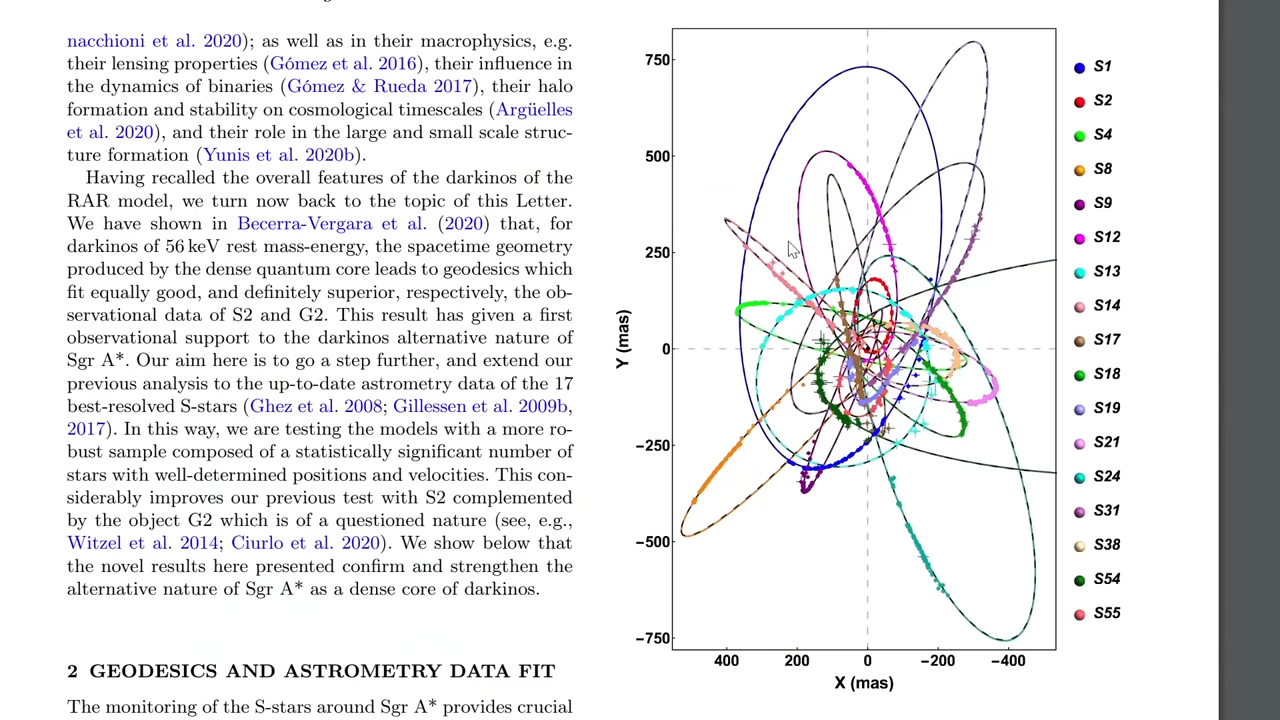 nacchioni et al. 2020); as well as in their macrophysics, e.g.
their lensing properties (Gómez et al. 2016), their influence in
the dynamics of binaries (Gómez & Rueda 2017), their halo
formation and stability on cosmological timescales (Argüelles
et al. 2020), and their role in the large and small scale struc-
ture formation (Yunis et al. 2020b).
Having recalled the overall features of the darkinos of the
RAR model, we turn now back to the topic of this Letter.
We have shown in Becerra-Vergara et al. (2020) that, for
darkinos of 56 keV rest mass-energy, the spacetime geometry
produced by the dense quantum core leads to geodesics which
fit equally good, and definitely superior, respectively, the ob-
servational data of S2 and G2. This result has given a first
observational support to the darkinos alternative nature of
Sgr A*. Our aim here is to go a step further, and extend our
previous analysis to the up-to-date astrometry data of the 17
best-resolved S-stars (Ghez et al. 2008; Gillessen et al. 2009b,
2017). In this way, we are testing the models with a more ro-
bust sample composed of a statistically significant number of
stars with well-determined positions and velocities. This con-
siderably improves our previous test with S2 complemented
by the object G2 which is of a questioned nature (see, e.g.,
Witzel et al. 2014; Ciurlo et al. 2020). We show below that
the novel results here presented confirm and strengthen the
alternative nature of Sgr A* as a dense core of darkinos.
2 GEODESICS AND ASTROMETRY DATA FIT
The monitoring of the S-stars around Sgr A* provides crucial
Y (mas)
750
500
250
0
−250
−500
−750
400 200 0 −200 −400
X (mas)
S1
S2
S4
S8
S9
S12
S13
S14
S17
S18
S19
S21
S24
S31
S38
S54
S55